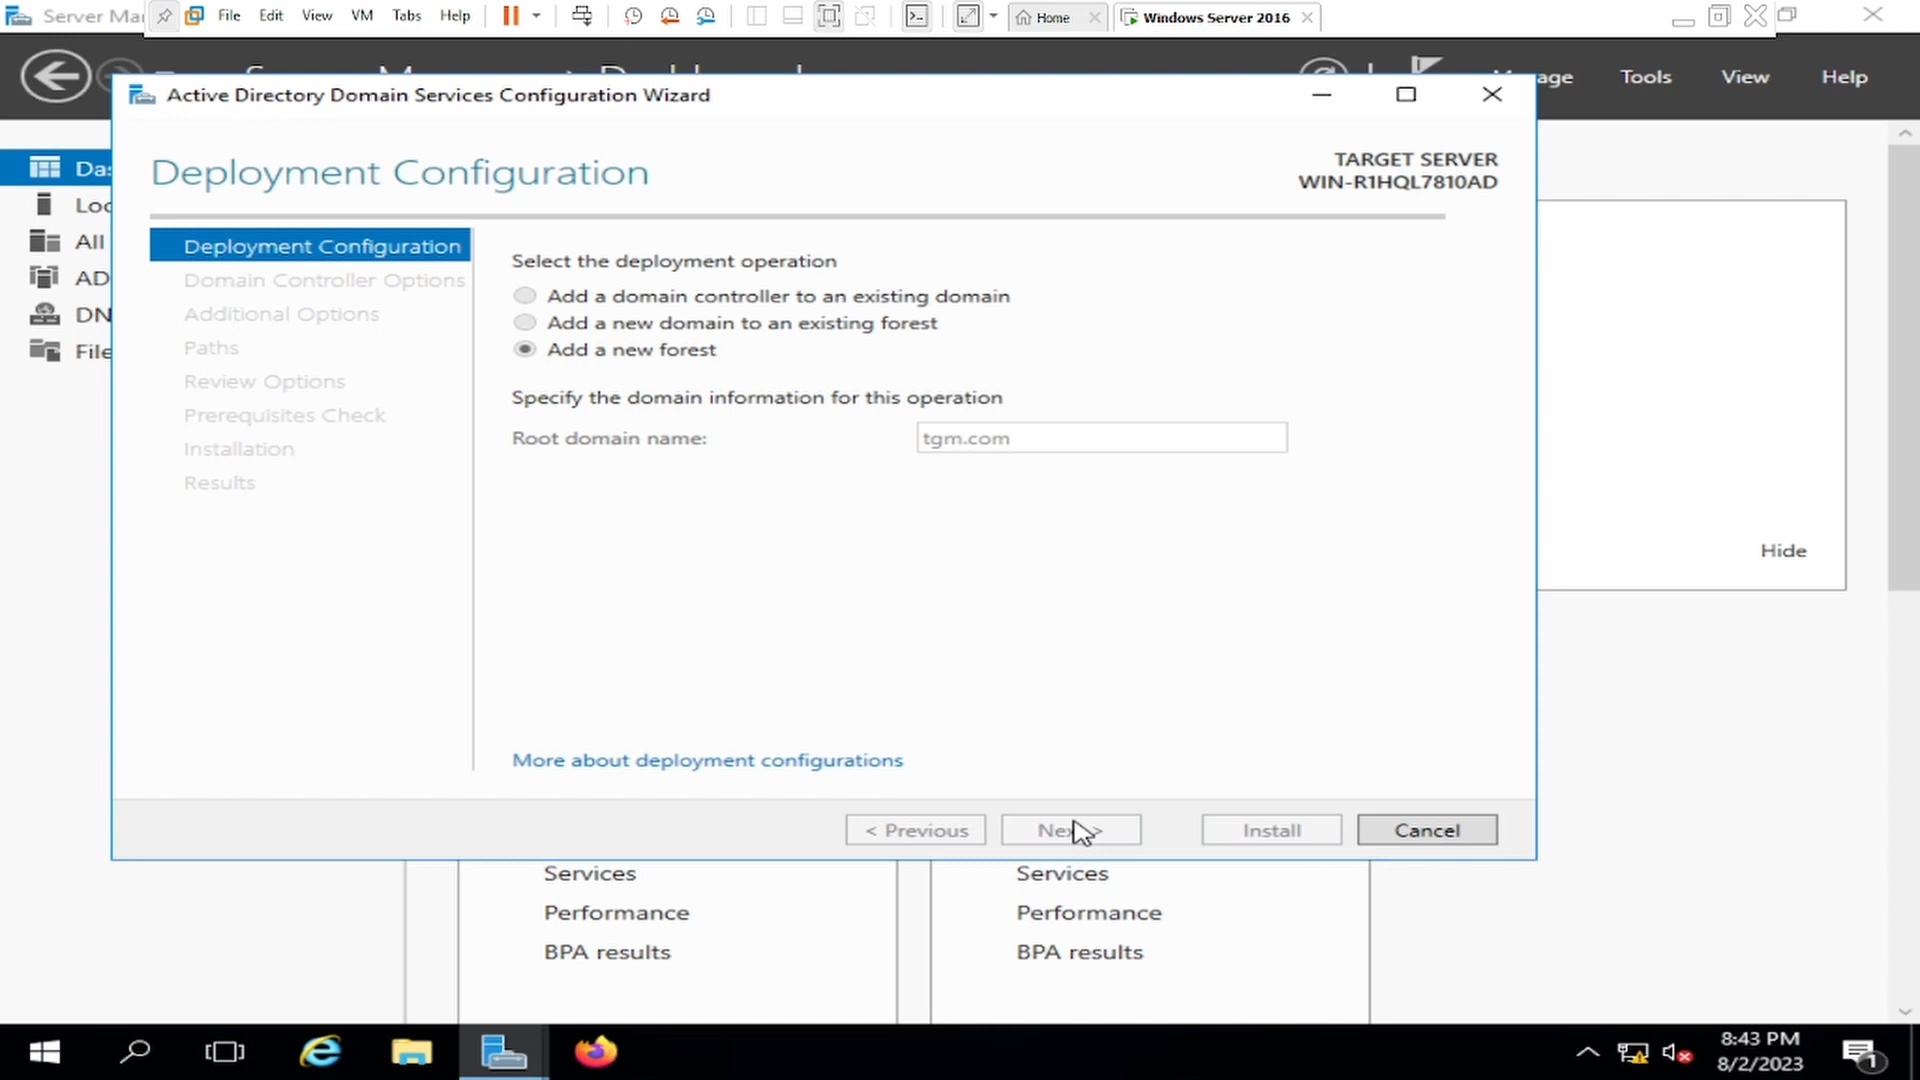 Server Ma
File Edit View VM Tabs Help
Home
Windows Server 2016
Tools View Help
Active Directory Domain Services Configuration Wizard
Deployment Configuration
TARGET SERVER
WIN-R1HQL7810AD
Das
Loc
All
AD
DN
File
Deployment Configuration
Domain Controller Options
Additional Options
Paths
Review Options
Prerequisites Check
Installation
Results
Select the deployment operation
Add a domain controller to an existing domain
Add a new domain to an existing forest
Add a new forest
Specify the domain information for this operation
Root domain name: tgm.com
More about deployment configurations
< Previous
Install
Cancel
Hide
Services
Performance
BPA results
Services
Performance
BPA results
8:43 PM
8/2/2023
1